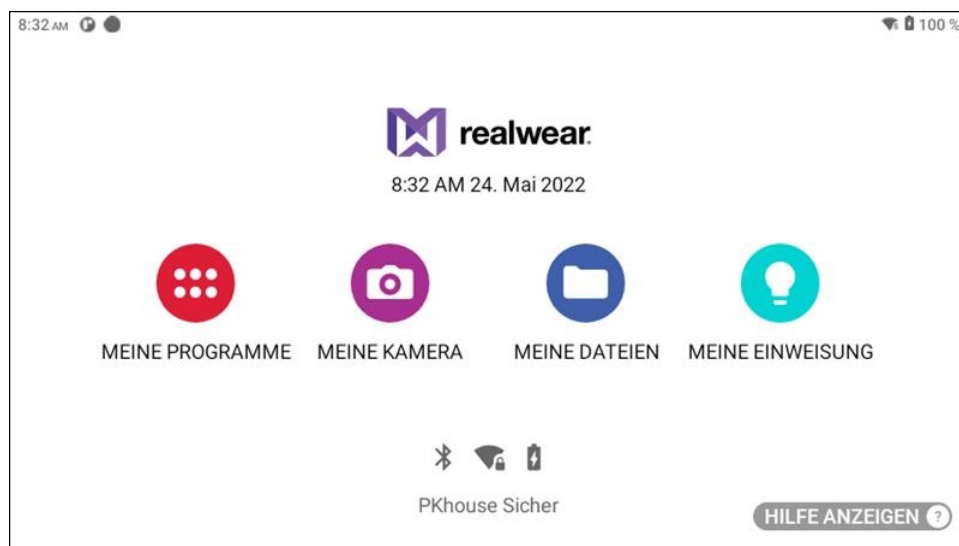 8:32 AM 100 %
realwear.
8:32 AM 24. Mai 2022
MEINE PROGRAMME MEINE KAMERA MEINE DATEIEN MEINE EINWEISUNG
PKhouse Sicher
HILFE ANZEIGEN ?